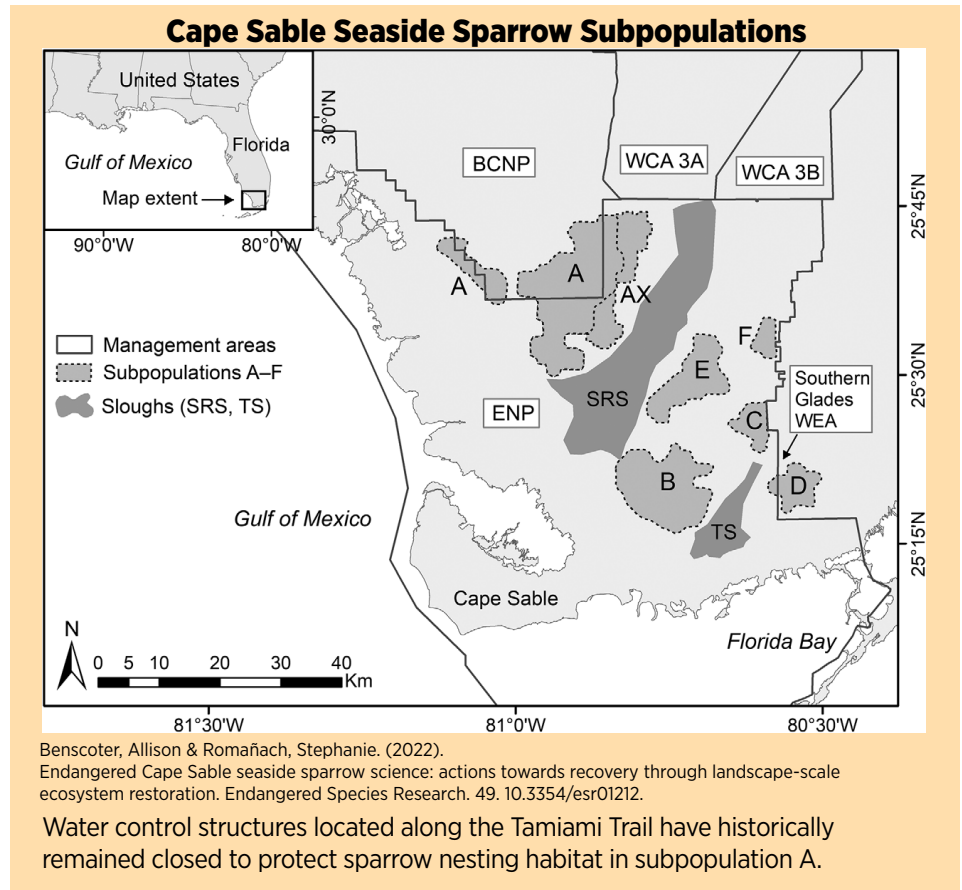 Cape Sable Seaside Sparrow Subpopulations
United States
Florida
Gulf of Mexico
Map extent
90°0'W
80°0'W
30°0'N
BCNP
WCA 3A
WCA 3B
25°45'N
A
A
AX
F
E
Management areas
Subpopulations A–F
Sloughs (SRS, TS)
25°30'N
Southern
Glades
WEA
SRS
ENP
C
B
D
Gulf of Mexico
TS
25°15'N
Cape Sable
Florida Bay
N
0 5 10 20 30 40
Km
81°30'W
81°0'W
80°30'W
Benscoter, Allison & Romañach, Stephanie. (2022).
Endangered Cape Sable seaside sparrow science: actions towards recovery through landscape-scale
ecosystem restoration. Endangered Species Research. 49. 10.3354/esr01212.
Water control structures located along the Tamiami Trail have historically
remained closed to protect sparrow nesting habitat in subpopulation A.